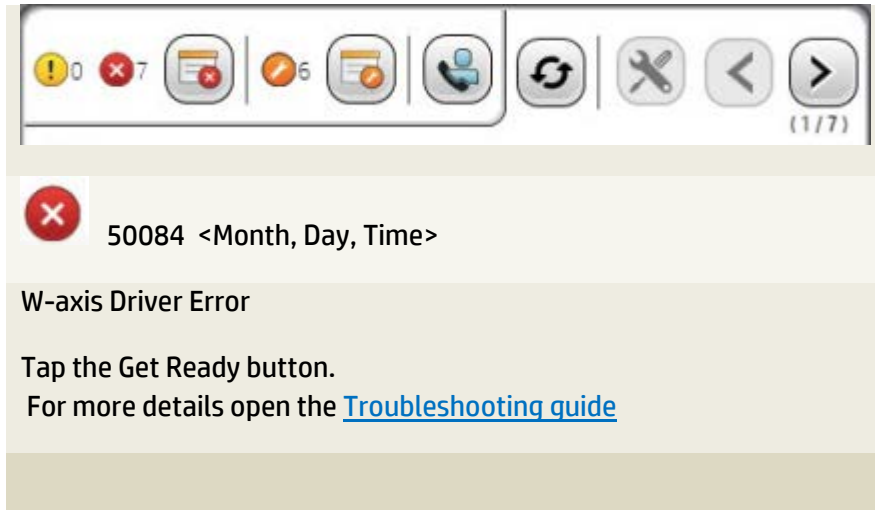 0 7 6
(1/7)
50084 <Month, Day, Time>
W-axis Driver Error
Tap the Get Ready button.
For more details open the Troubleshooting guide